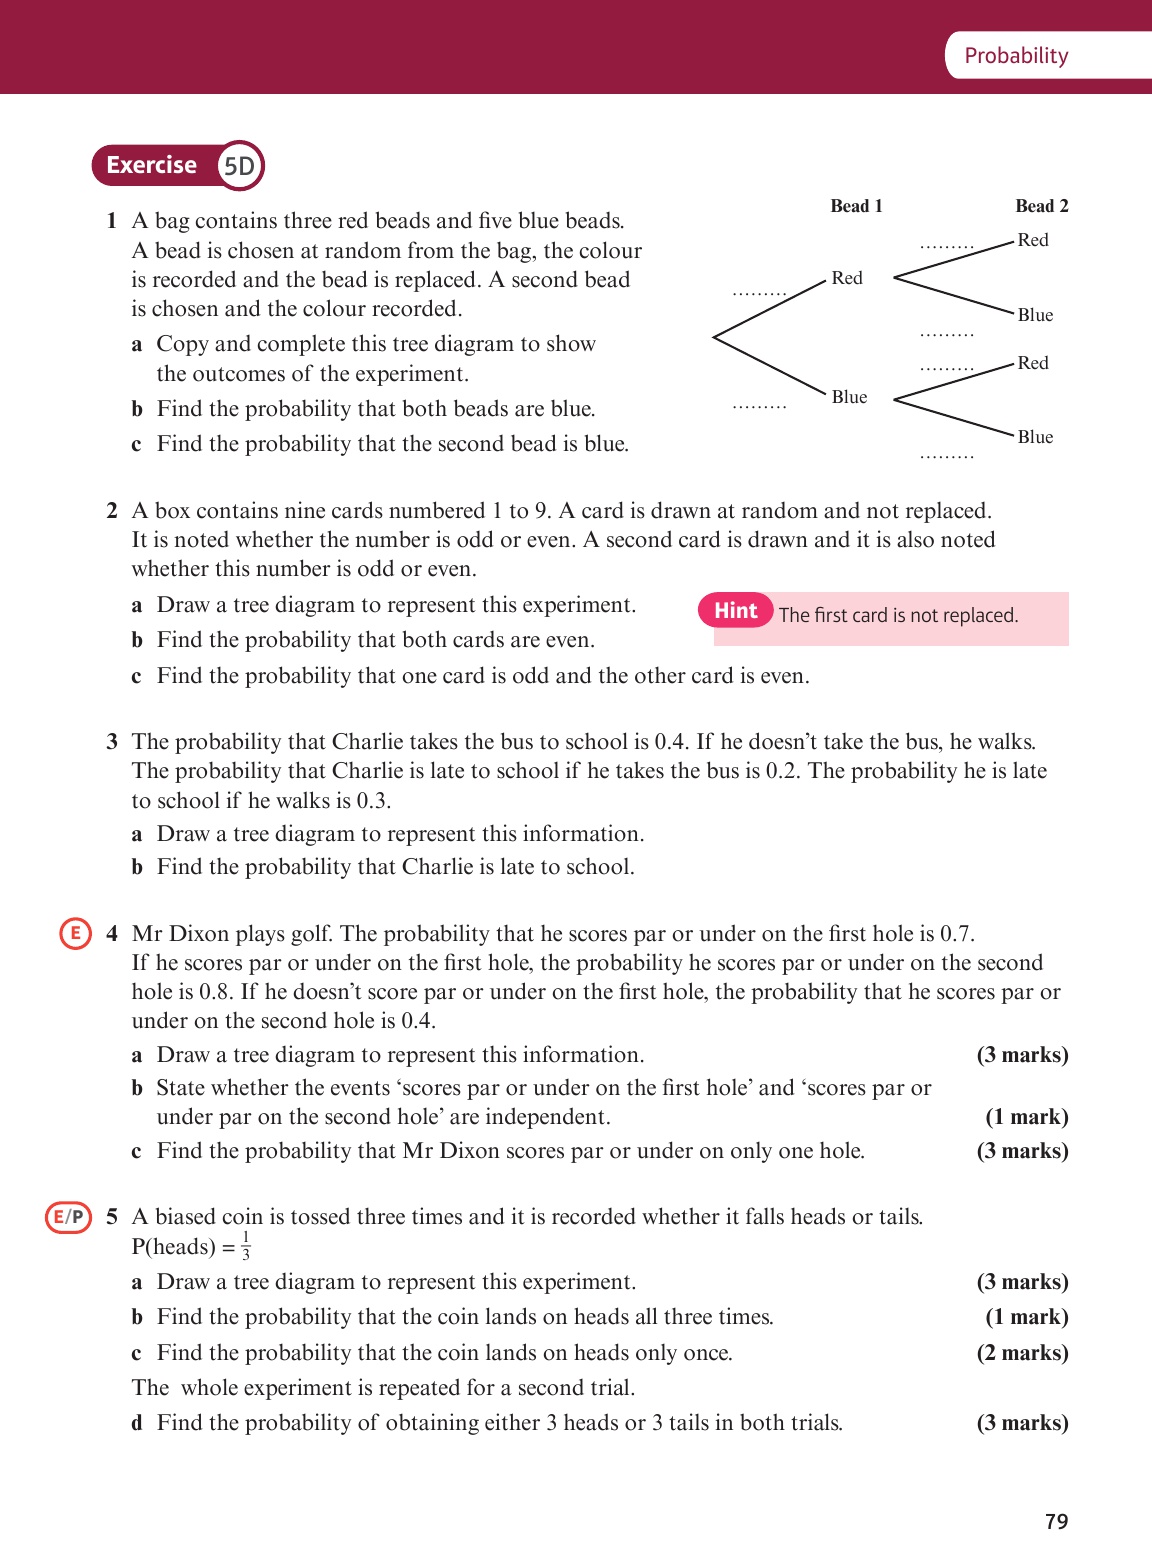 Probability
Exercise 5D
1 A bag contains three red beads and five blue beads.
A bead is chosen at random from the bag, the colour
is recorded and the bead is replaced. A second bead
is chosen and the colour recorded.
a Copy and complete this tree diagram to show
the outcomes of the experiment.
b Find the probability that both beads are blue.
c Find the probability that the second bead is blue.
Bead 1 Bead 2
......... Red
Red
.........
Blue
.........
......... Red
Blue
.........
Blue
.........
2 A box contains nine cards numbered 1 to 9. A card is drawn at random and not replaced.
It is noted whether the number is odd or even. A second card is drawn and it is also noted
whether this number is odd or even.
a Draw a tree diagram to represent this experiment.
b Find the probability that both cards are even.
c Find the probability that one card is odd and the other card is even.
Hint The first card is not replaced.
3 The probability that Charlie takes the bus to school is 0.4. If he doesn’t take the bus, he walks.
The probability that Charlie is late to school if he takes the bus is 0.2. The probability he is late
to school if he walks is 0.3.
a Draw a tree diagram to represent this information.
b Find the probability that Charlie is late to school.
E 4 Mr Dixon plays golf. The probability that he scores par or under on the first hole is 0.7.
If he scores par or under on the first hole, the probability he scores par or under on the second
hole is 0.8. If he doesn’t score par or under on the first hole, the probability that he scores par or
under on the second hole is 0.4.
a Draw a tree diagram to represent this information. (3 marks)
b State whether the events ‘scores par or under on the first hole’ and ‘scores par or
under par on the second hole’ are independent. (1 mark)
c Find the probability that Mr Dixon scores par or under on only one hole. (3 marks)
E/P 5 A biased coin is tossed three times and it is recorded whether it falls heads or tails.
P(heads) = 1/3
a Draw a tree diagram to represent this experiment. (3 marks)
b Find the probability that the coin lands on heads all three times. (1 mark)
c Find the probability that the coin lands on heads only once. (2 marks)
The whole experiment is repeated for a second trial.
d Find the probability of obtaining either 3 heads or 3 tails in both trials. (3 marks)
79